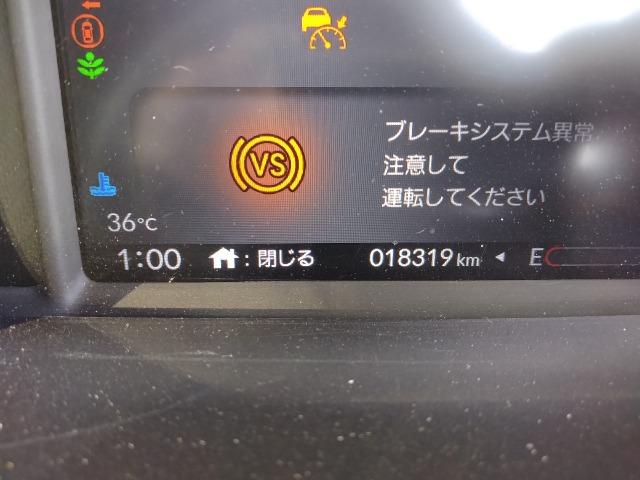 VS
ブレーキシステム異常
注意して
運転してください
36°C
1:00
: 閉じる
018319 km
E